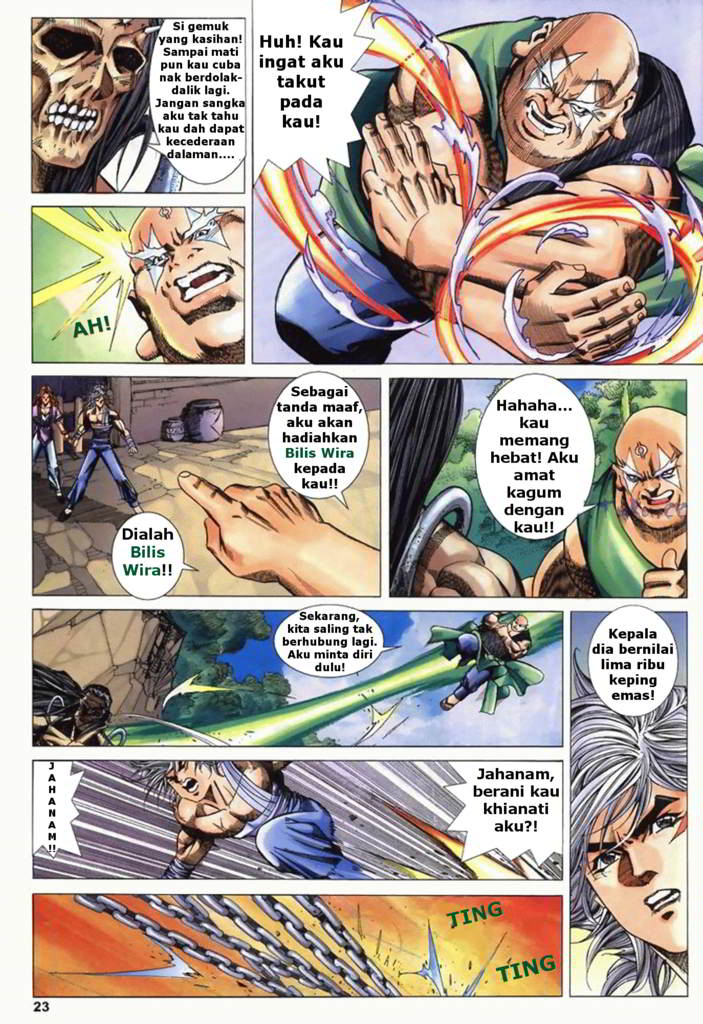 Si gemuk
yang kasihan!
Sampai mati
pun kau cuba
nak berdolak-
dalik lagi.
Jangan sangka
aku tak tahu
kau dah dapat
kecederaan
dalaman....
Huh! Kau
ingat aku
takut
pada
kau!
AH!
Sebagai
tanda maaf,
aku akan
hadiahkan
Bilis Wira
kepada
kau!!
Dialah
Bilis
Wira!!
Hahaha...
kau
memang
hebat! Aku
amat
kagum
dengan
kau!!
Sekarang,
kita saling tak
berhubung lagi.
Aku minta diri
dulu!
Kepala
dia bernilai
lima ribu
keping
emas!
JAHANAM!!
Jahanam,
berani kau
khianati
aku?!
TING
TING
23